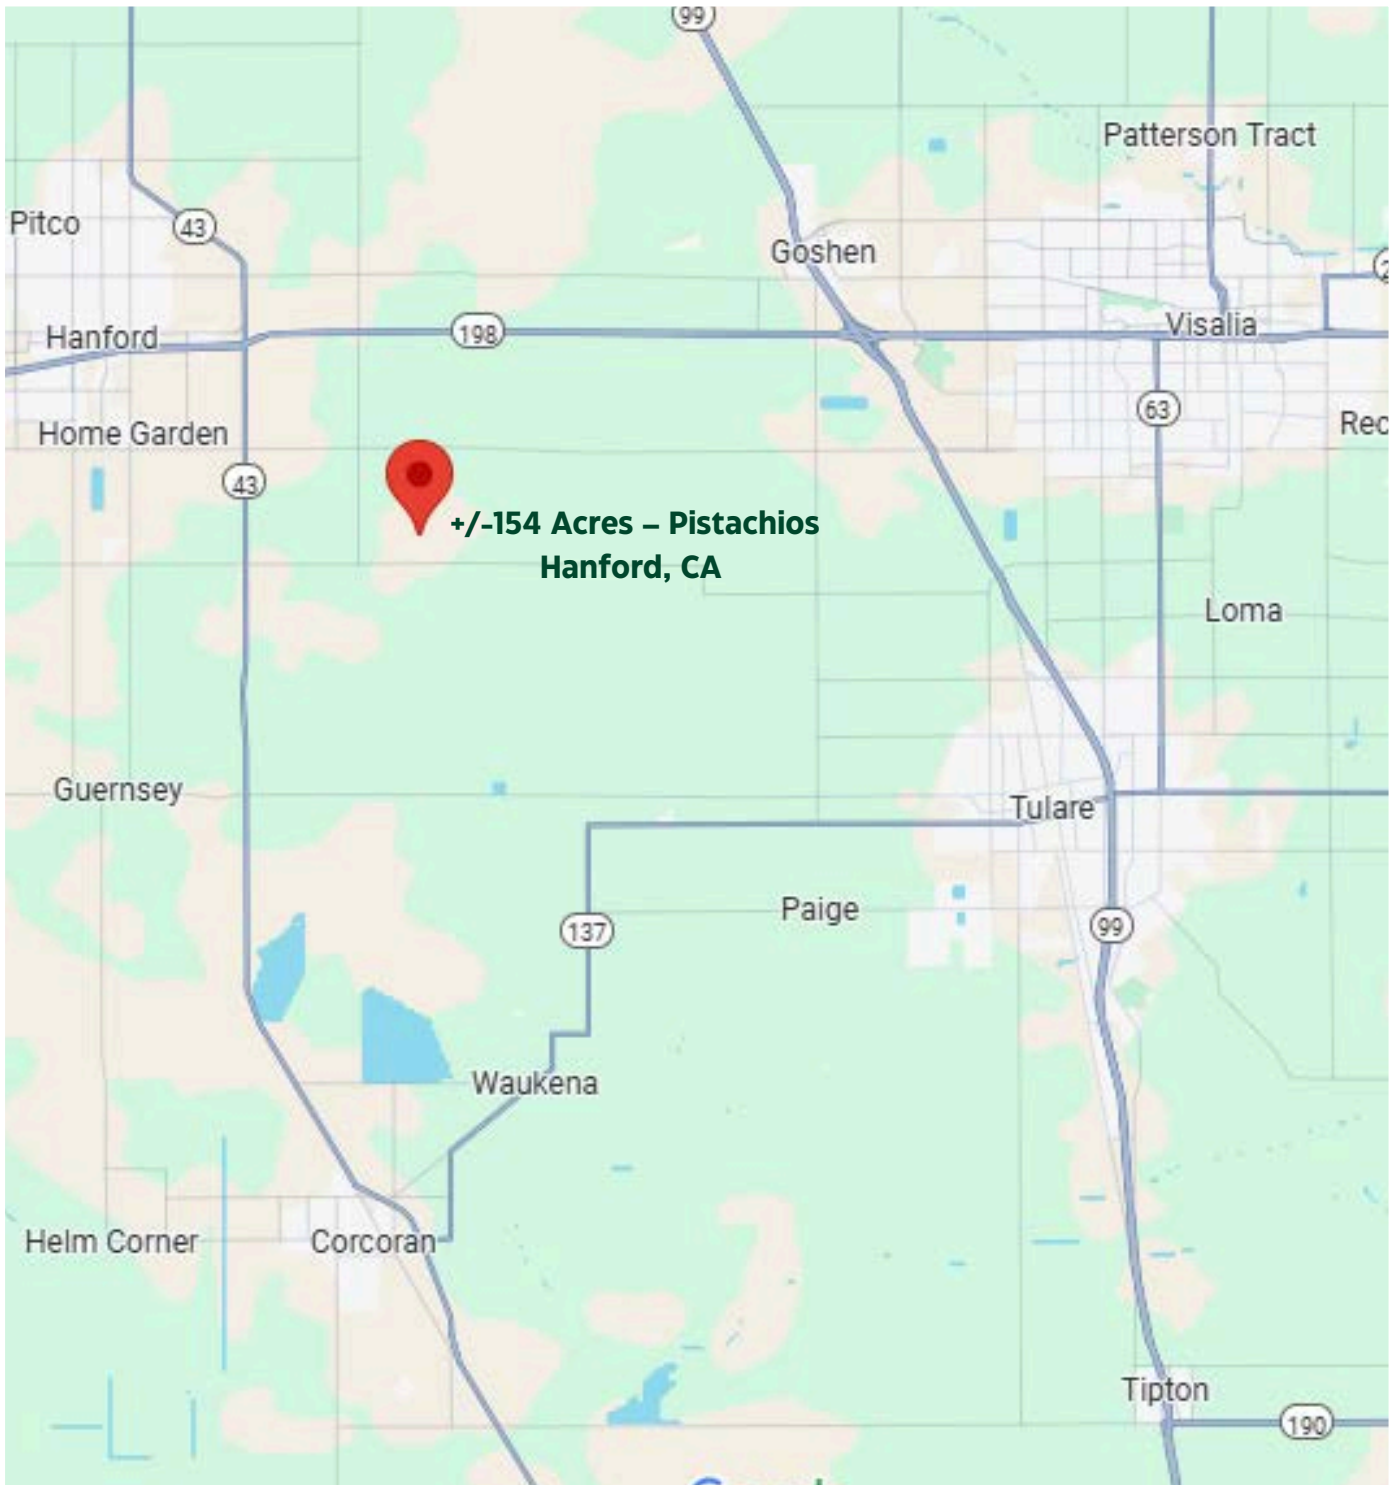 99
Patterson Tract
Pitco
43
Goshen
Hanford
198
Visalia
63
Home Garden
43
+/-154 Acres – Pistachios
Hanford, CA
Loma
Guernsey
Tulare
Paige
137
99
Waukena
Helm Corner
Corcoran
Tipton
190